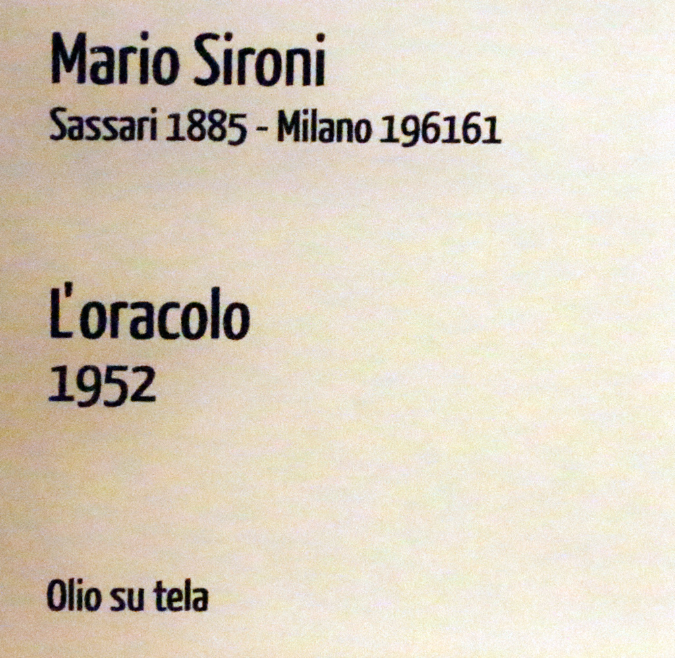 Mario Sironi
Sassari 1885 - Milano 196161
L'oracolo
1952
Olio su tela